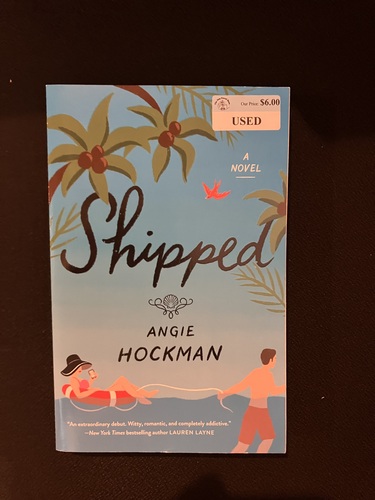 Our Price $6.00
USED
A
NOVEL
Shipped
ANGIE
HOCKMAN
"An extraordinary debut. Witty, romantic, and completely addictive."
—New York Times bestselling author LAUREN LAYNE